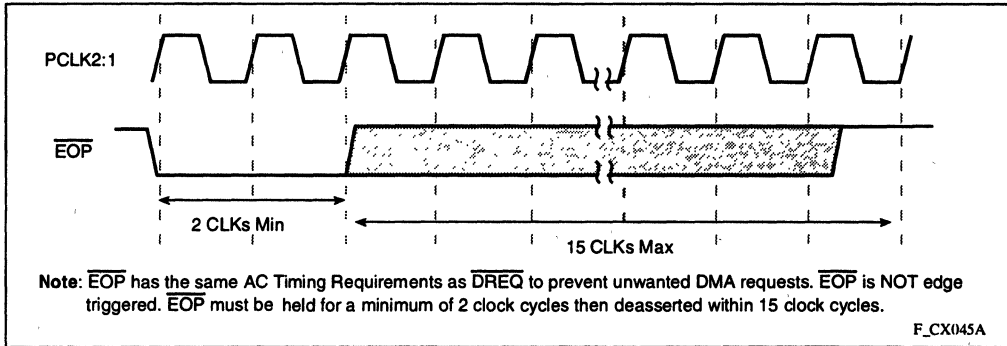 PCLK2:1
EOP
2 CLKs Min
15 CLKs Max
Note: EOP has the same AC Timing Requirements as DREQ to prevent unwanted DMA requests. EOP is NOT edge
triggered. EOP must be held for a minimum of 2 clock cycles then deasserted within 15 clock cycles.
F_CX045A